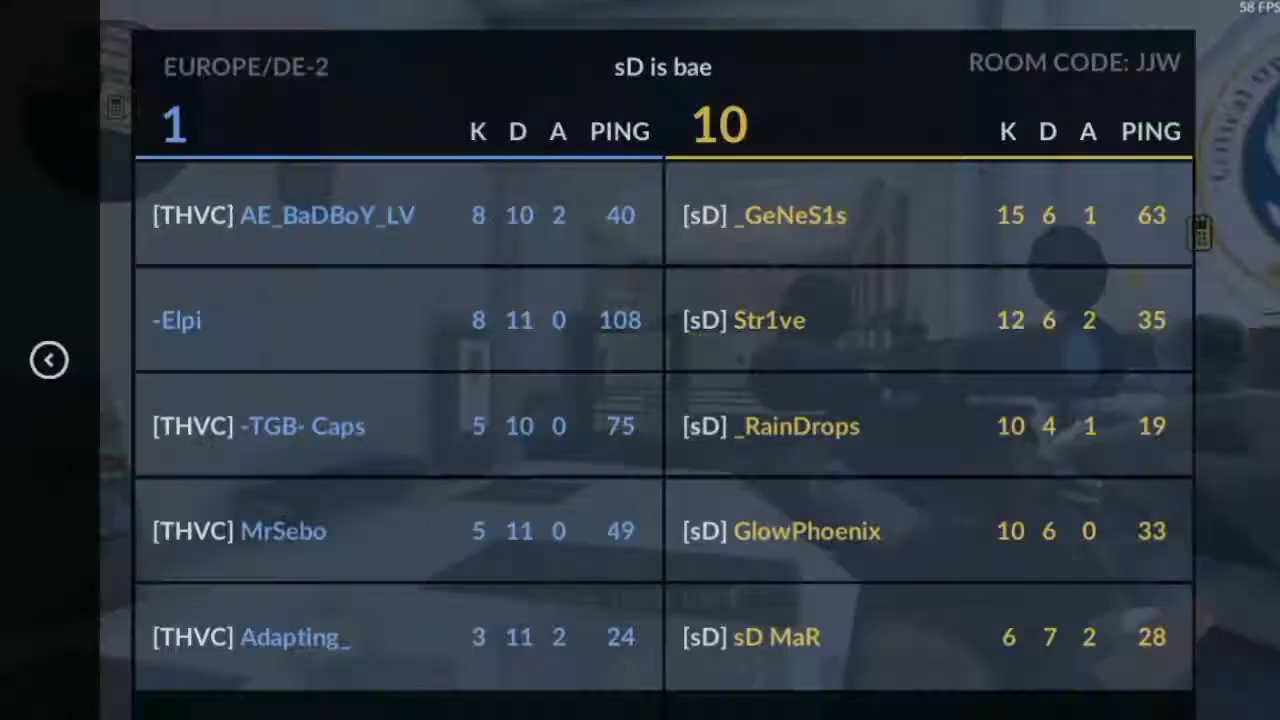 58 FPS
EUROPE/DE-2 sD is bae ROOM CODE: JJW
1 K D A PING 10 K D A PING
[THVC] AE_BaDBoY_LV 8 10 2 40 [sD] _GeNeS1s 15 6 1 63
-Elpi 8 11 0 108 [sD] Str1ve 12 6 2 35
[THVC] -TGB- Caps 5 10 0 75 [sD] _RainDrops 10 4 1 19
[THVC] MrSebo 5 11 0 49 [sD] GlowPhoenix 10 6 0 33
[THVC] Adapting_ 3 11 2 24 [sD] sD MaR 6 7 2 28